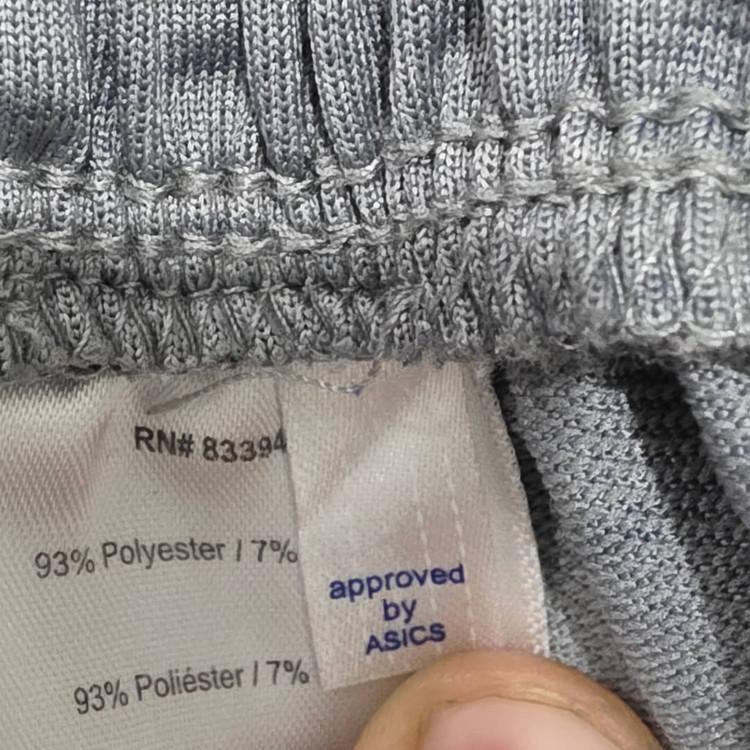 RN# 83394
93% Polyester / 7%
93% Poliéster / 7%
approved
by
ASICS